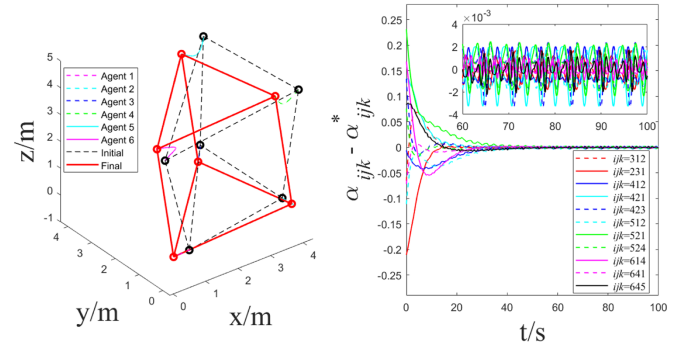 5
4
3
2
1
0
-1
z/m
Agent 1
Agent 2
Agent 3
Agent 4
Agent 5
Agent 6
Initial
Final
4
3
2
1
0
y/m
0
1
2
3
4
x/m
α ijk - α* ijk
0.25
0.2
0.15
0.1
0.05
0
-0.05
-0.1
-0.15
-0.2
-0.25
0
20
40
60
80
100
t/s
4
2
0
-2
-4
×10⁻³
60
70
80
90
100
ijk=312
ijk=231
ijk=412
ijk=421
ijk=423
ijk=512
ijk=521
ijk=524
ijk=614
ijk=641
ijk=645